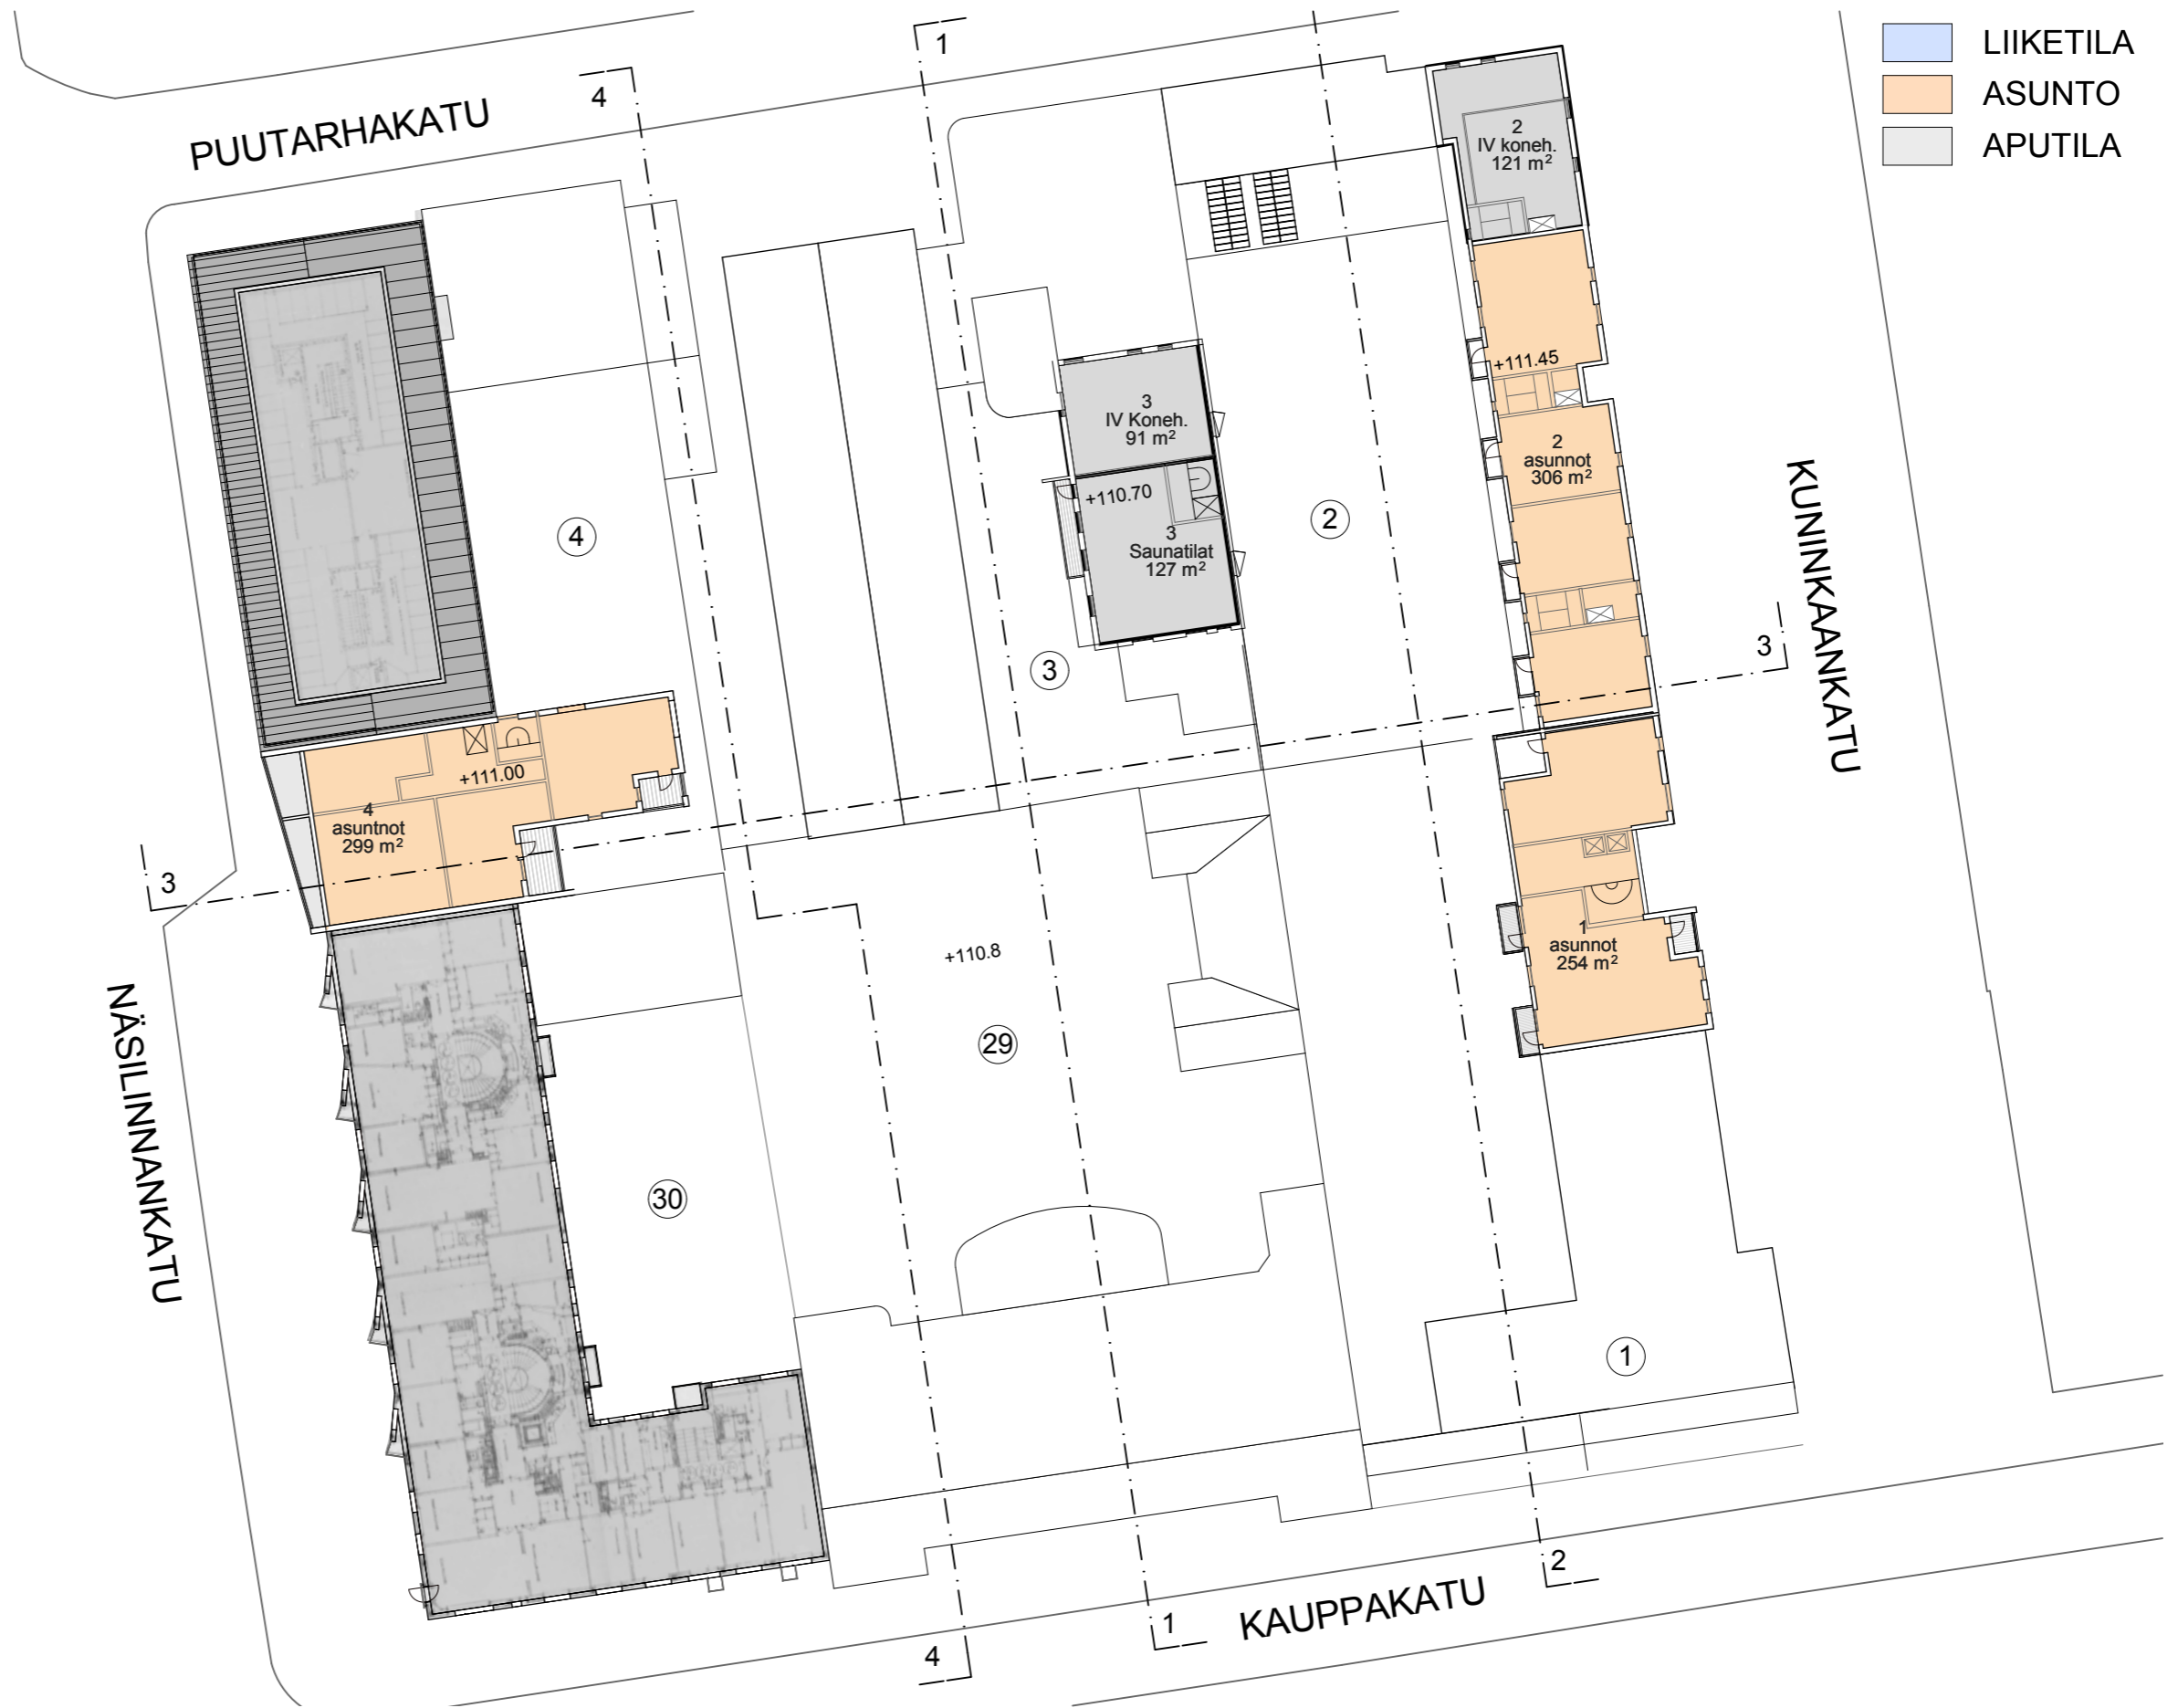 LIIKETILA
ASUNTO
APUTILA
1
4
PUUTARHAKATU
2
IV koneh.
121 m²
+111.45
3
IV Koneh.
91 m²
2
asunnot
306 m²
+110.70
3
Saunatilat
127 m²
4
2
KUNINKAANKATU
3
3
+111.00
4
asuntnot
299 m²
3
1
asunnot
254 m²
+110.8
29
NÄSILINNANKATU
30
1
2
KAUPPAKATU
1
4